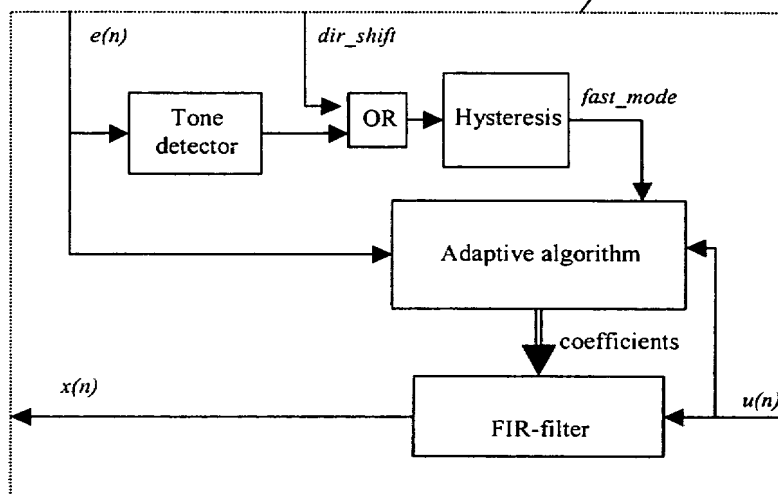 e(n)
dir_shift
fast_mode
Tone
detector
OR
Hysteresis
Adaptive algorithm
coefficients
x(n)
u(n)
FIR-filter